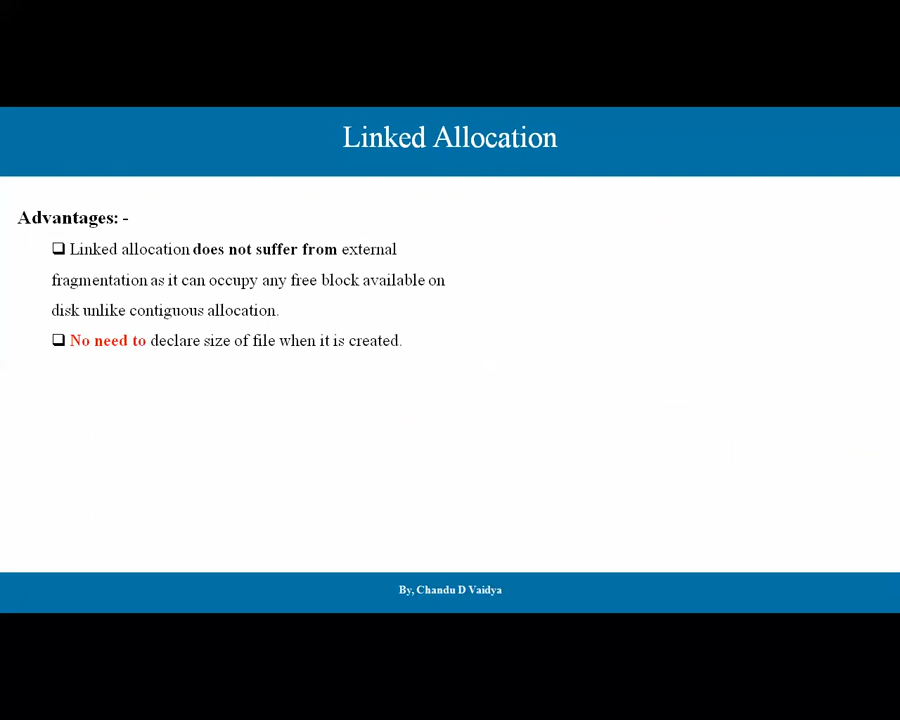 Linked Allocation
Advantages: -
❑ Linked allocation does not suffer from external
fragmentation as it can occupy any free block available on
disk unlike contiguous allocation.
❑ No need to declare size of file when it is created.
By, Chandu D Vaidya